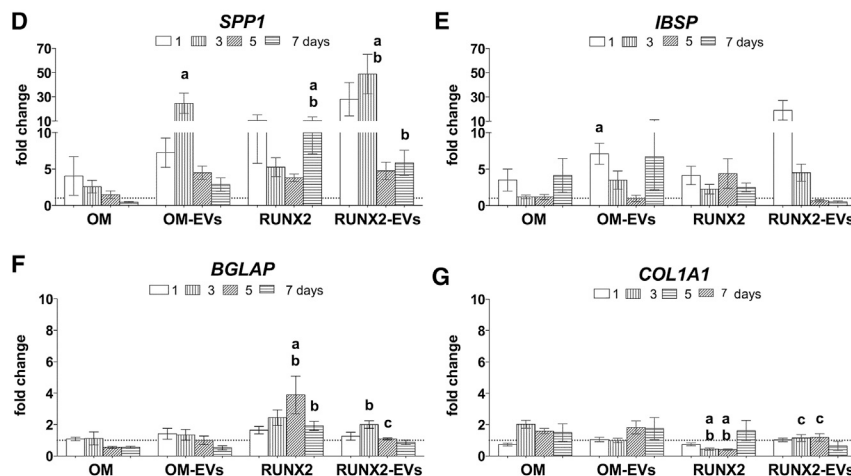 D
SPP1
1 3 5 7 days
fold change
70
50
30
10
10
5
0
a
a
b
a
b
b
OM OM-EVs RUNX2 RUNX2-EVs
E
IBSP
1 3 5 7 days
fold change
70
50
30
10
10
5
0
a
OM OM-EVs RUNX2 RUNX2-EVs
F
BGLAP
1 3 5 7 days
fold change
10
8
6
4
2
0
a
b
b
b
c
OM OM-EVs RUNX2 RUNX2-EVs
G
COL1A1
1 3 5 7 days
fold change
10
8
6
4
2
0
a a
b b
c c
OM OM-EVs RUNX2 RUNX2-EVs